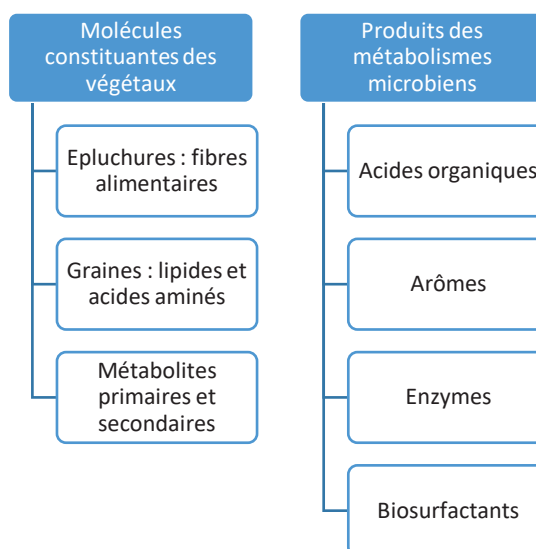 Molécules
constituantes des
végétaux
Epluchures : fibres
alimentaires
Graines : lipides et
acides aminés
Métabolites
primaires et
secondaires
Produits des
métabolismes
microbiens
Acides organiques
Arômes
Enzymes
Biosurfactants